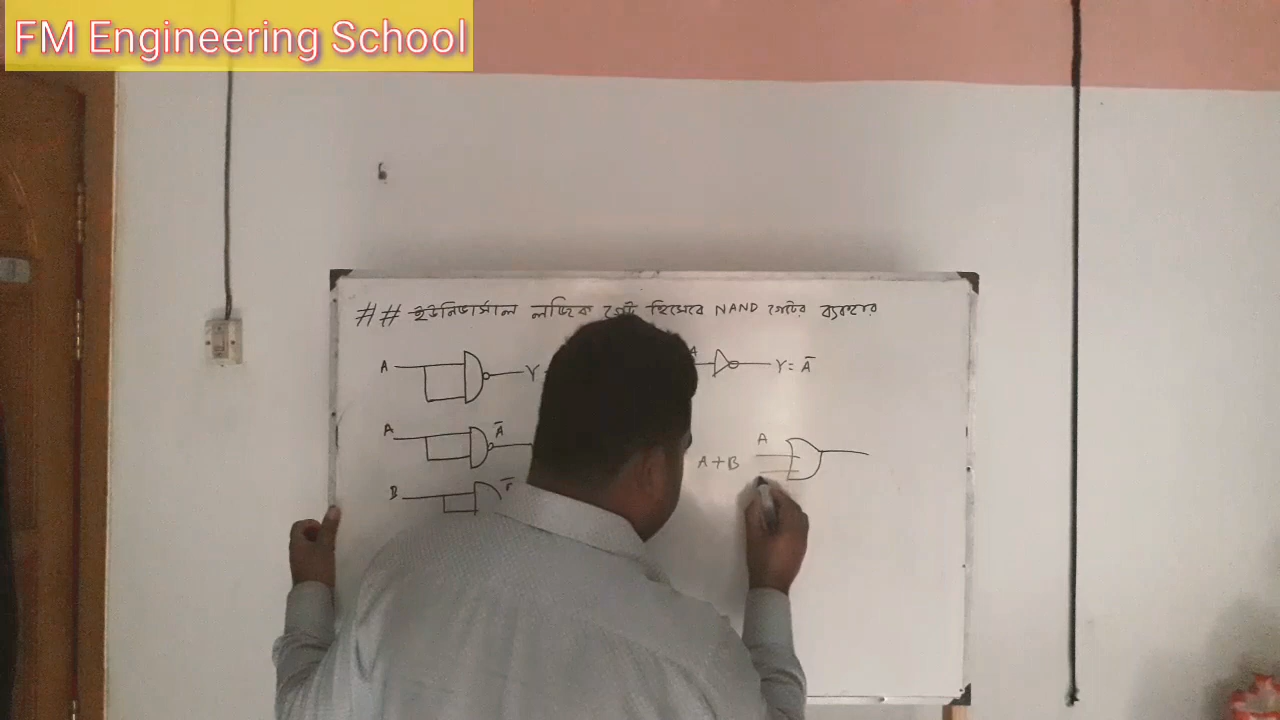 FM Engineering School
## ইউনিভার্সাল লজিক গেট হিসেবে NAND গেটের ব্যবহার
A Y = A Y = A̅
A A̅ A + B A
B